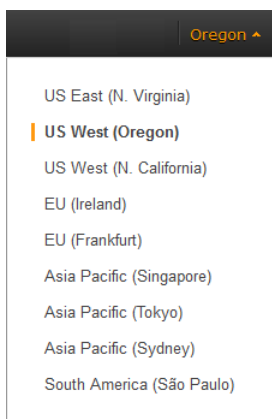 Oregon
US East (N. Virginia)
US West (Oregon)
US West (N. California)
EU (Ireland)
EU (Frankfurt)
Asia Pacific (Singapore)
Asia Pacific (Tokyo)
Asia Pacific (Sydney)
South America (São Paulo)